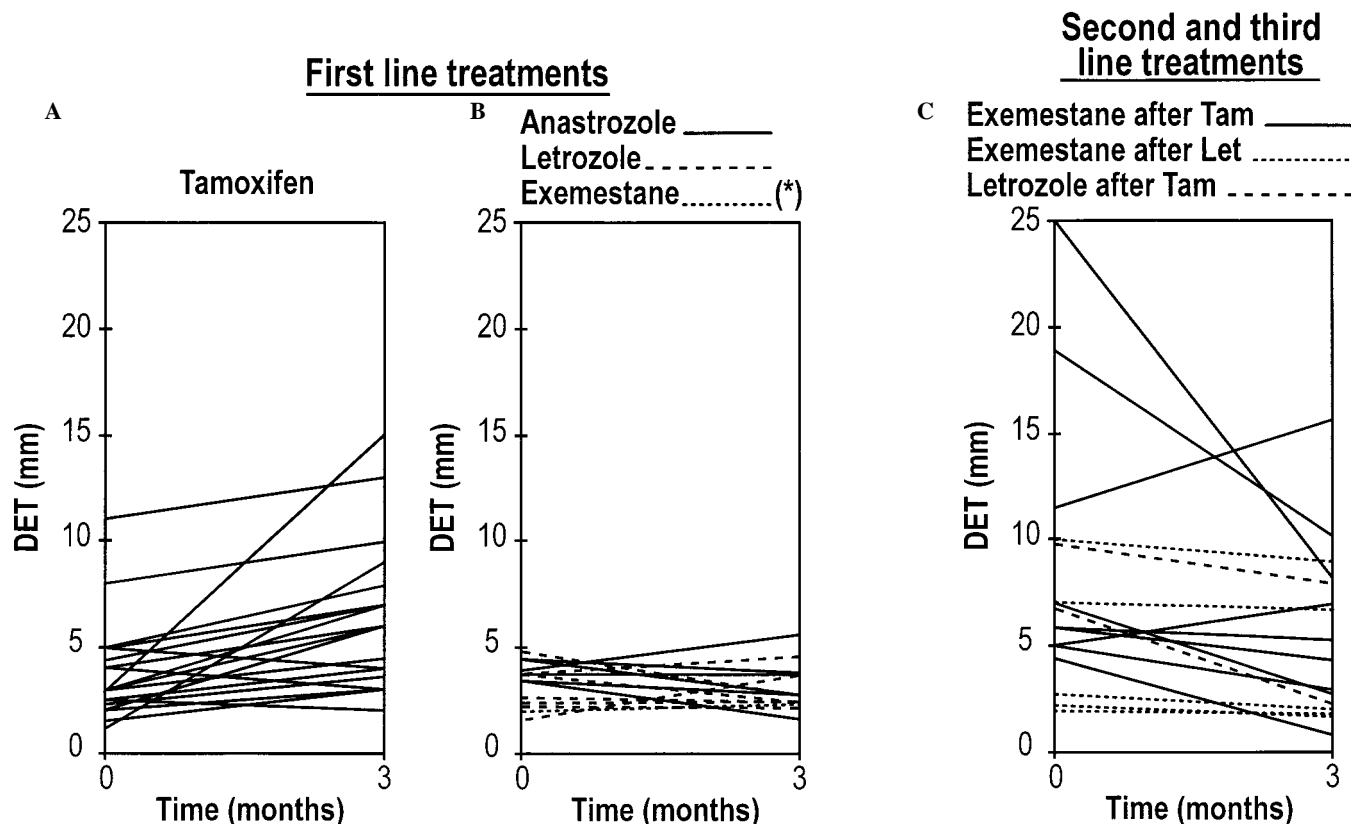 First line treatments
Second and third
line treatments
A
Tamoxifen
25
20
15
10
5
0
DET (mm)
0 3
Time (months)
B
Anastrozole
Letrozole
Exemestane (*)
25
20
15
10
5
0
DET (mm)
0 3
Time (months)
C
Exemestane after Tam
Exemestane after Let
Letrozole after Tam
25
20
15
10
5
0
DET (mm)
0 3
Time (months)